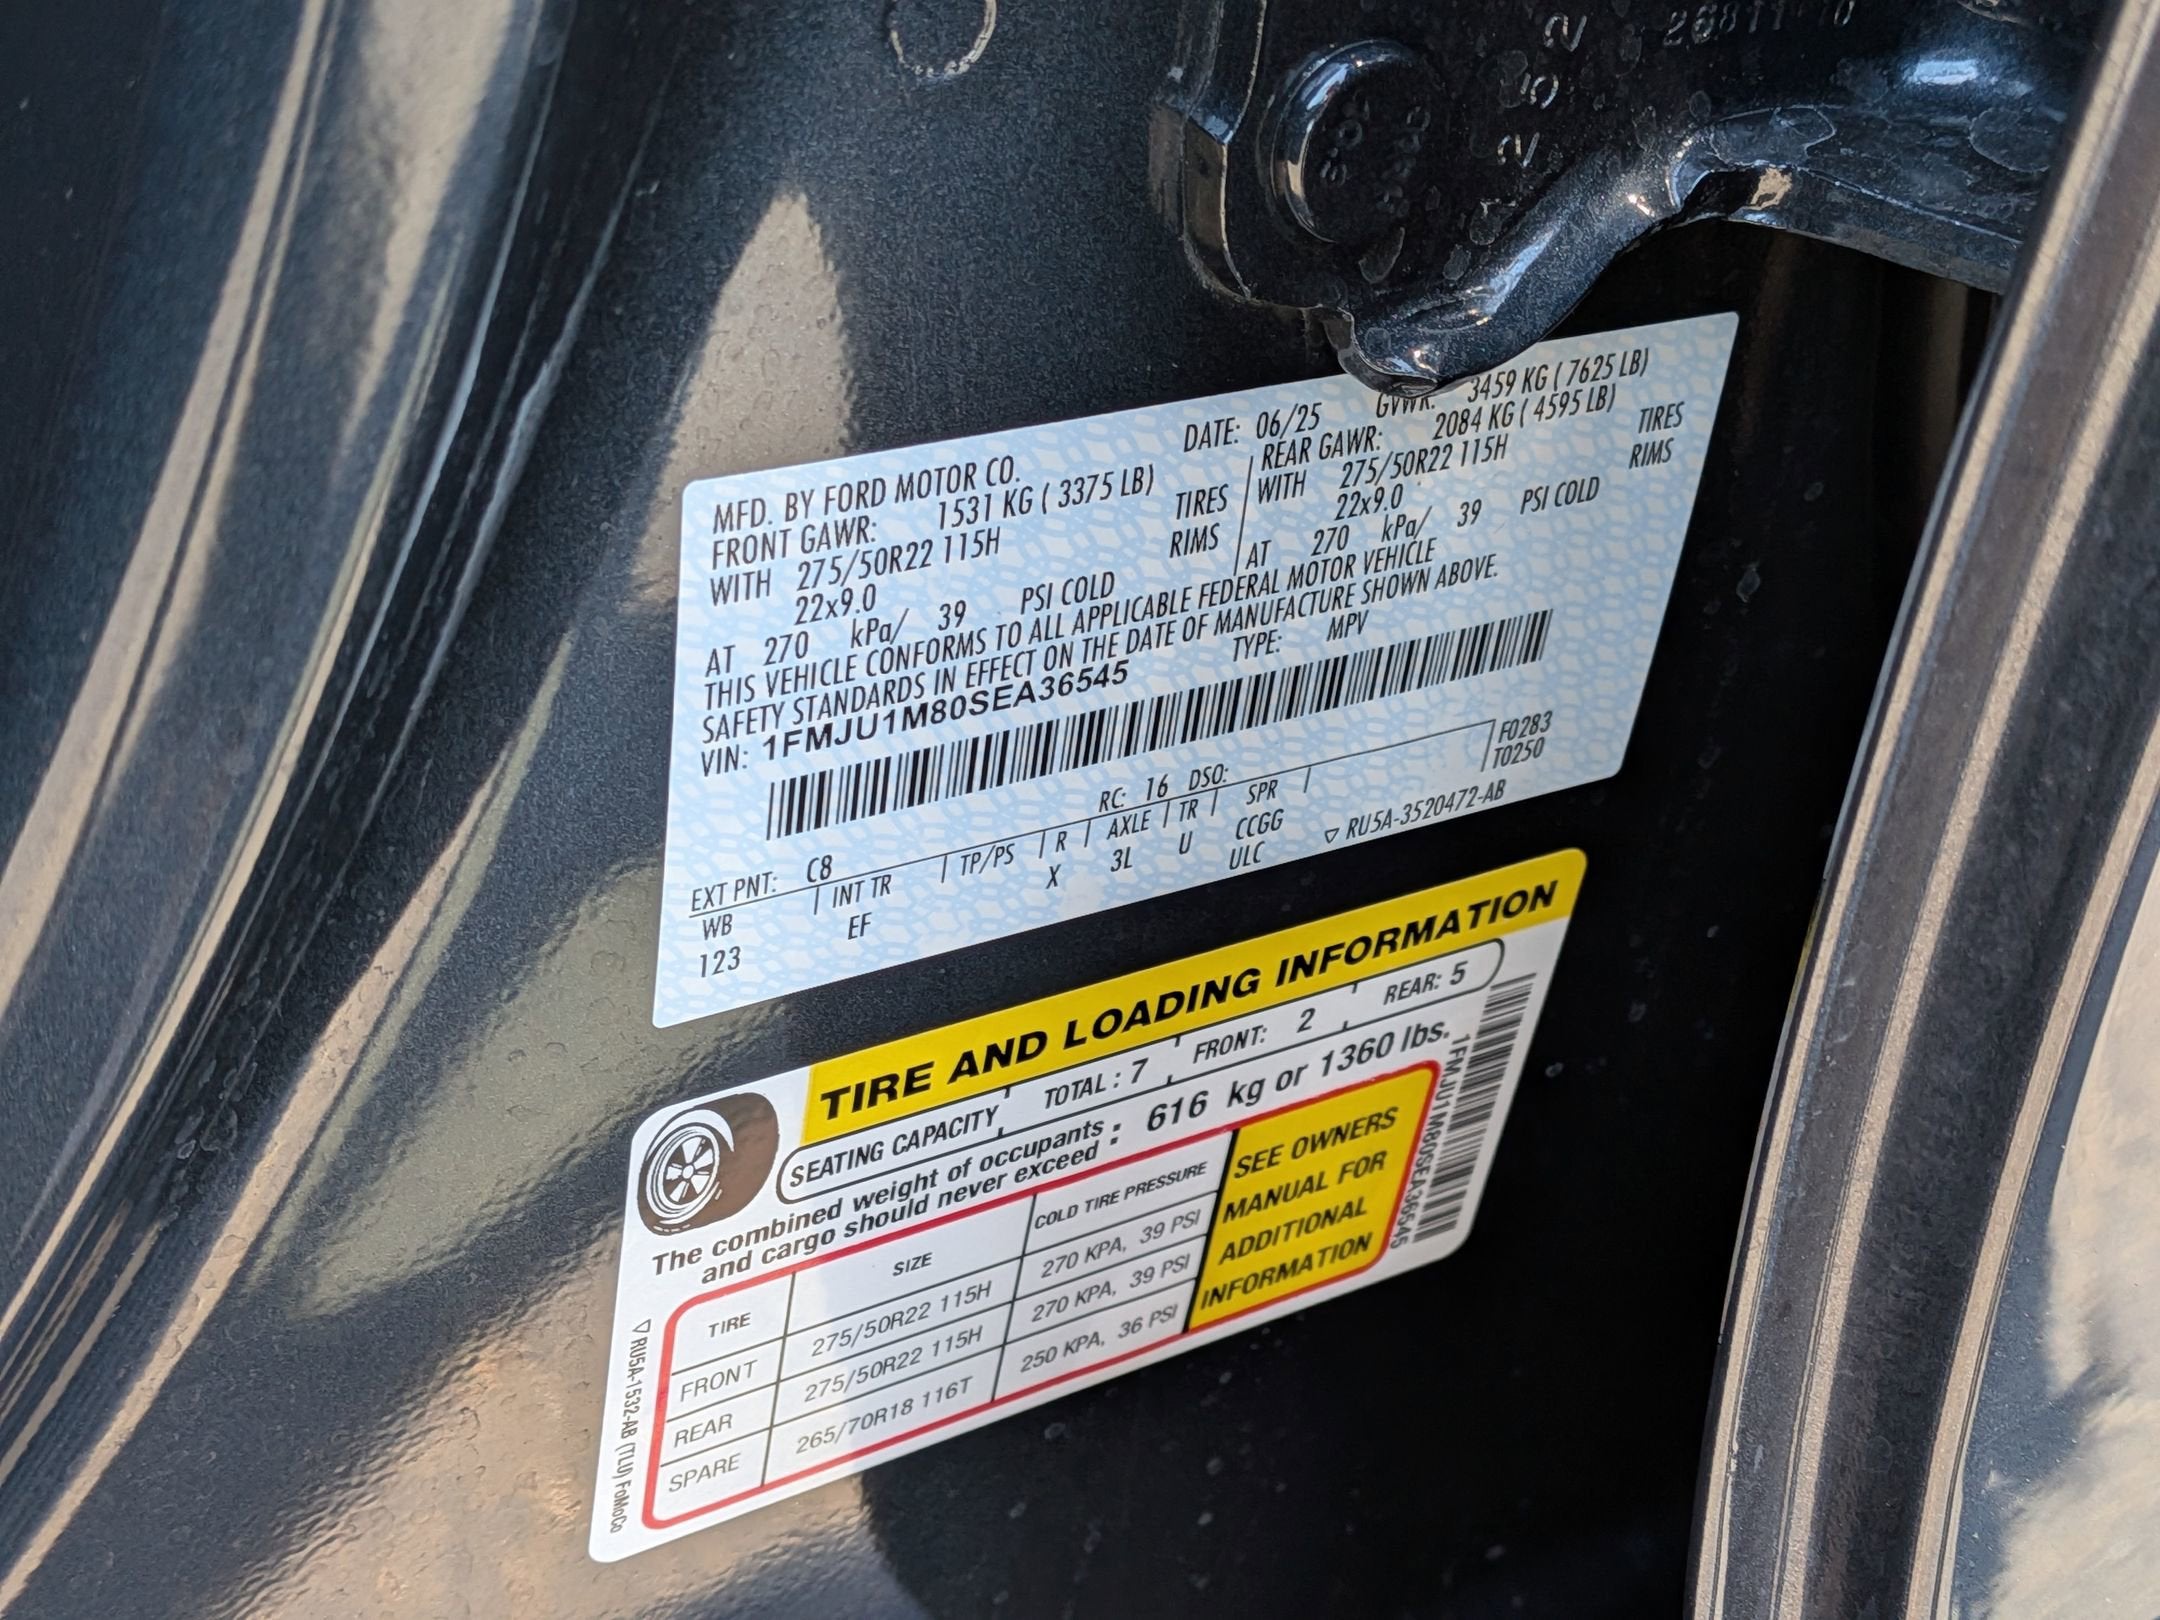 MFD. BY FORD MOTOR CO.
DATE: 06/25
GVWR: 3459 KG ( 7625 LB)
FRONT GAWR: 1531 KG ( 3375 LB)
WITH 275/50R22 115H TIRES
22x9.0 RIMS
AT 270 kPa/ 39 PSI COLD
REAR GAWR: 2084 KG ( 4595 LB)
WITH 275/50R22 115H TIRES
22x9.0 RIMS
AT 270 kPa/ 39 PSI COLD
THIS VEHICLE CONFORMS TO ALL APPLICABLE FEDERAL MOTOR VEHICLE
SAFETY STANDARDS IN EFFECT ON THE DATE OF MANUFACTURE SHOWN ABOVE.
VIN: 1FMJU1M80SEA36545 TYPE: MPV
F0283
T0250
EXT PNT: C8 RC: 16 DSO:
WB INT TR TP/PS R AXLE TR SPR
123 EF X 3L U CCGG
ULC
RU5A-3520472-AB
TIRE AND LOADING INFORMATION
SEATING CAPACITY TOTAL : 7 FRONT: 2 REAR: 5
The combined weight of occupants
and cargo should never exceed : 616 kg or 1360 lbs.
TIRE SIZE COLD TIRE PRESSURE
FRONT 275/50R22 115H 270 KPA, 39 PSI
REAR 275/50R22 115H 270 KPA, 39 PSI
SPARE 265/70R18 116T 250 KPA, 36 PSI
SEE OWNERS
MANUAL FOR
ADDITIONAL
INFORMATION
1FMJU1M80SEA36545
RU5A-1532-AB (TLU) FoMoCo